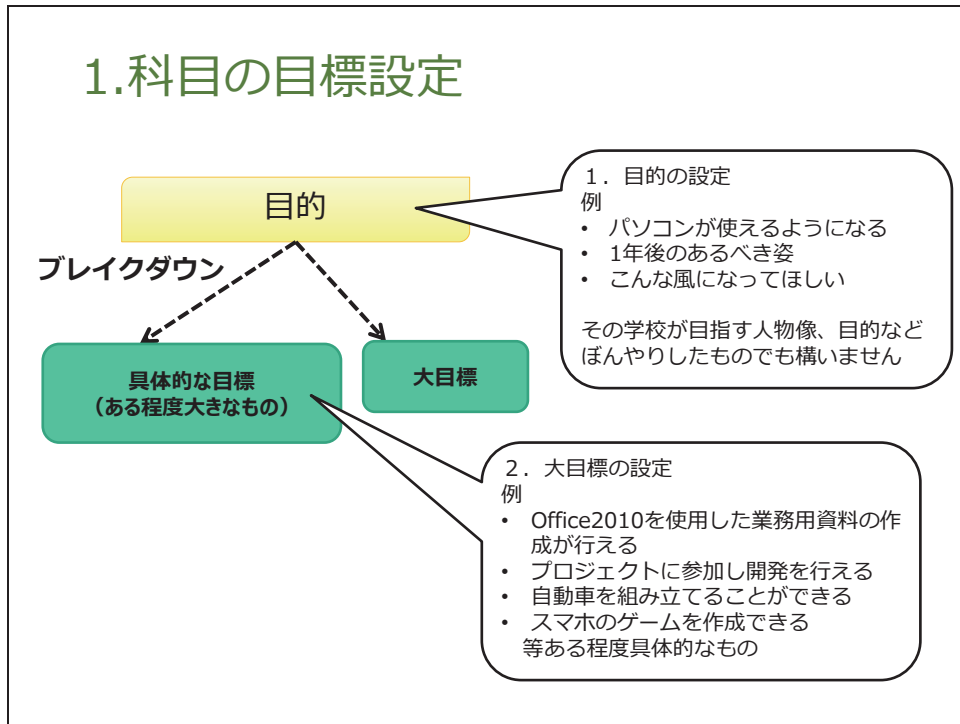 1.科目の目標設定
目的
ブレイクダウン
具体的な目標
（ある程度大きなもの）
大目標
１．目的の設定
例
• パソコンが使えるようになる
• 1年後のあるべき姿
• こんな風になってほしい
その学校が目指す人物像、目的など
ぼんやりしたものでも構いません
２．大目標の設定
例
• Office2010を使用した業務用資料の作
成が行える
• プロジェクトに参加し開発を行える
• 自動車を組み立てることができる
• スマホのゲームを作成できる
等ある程度具体的なもの